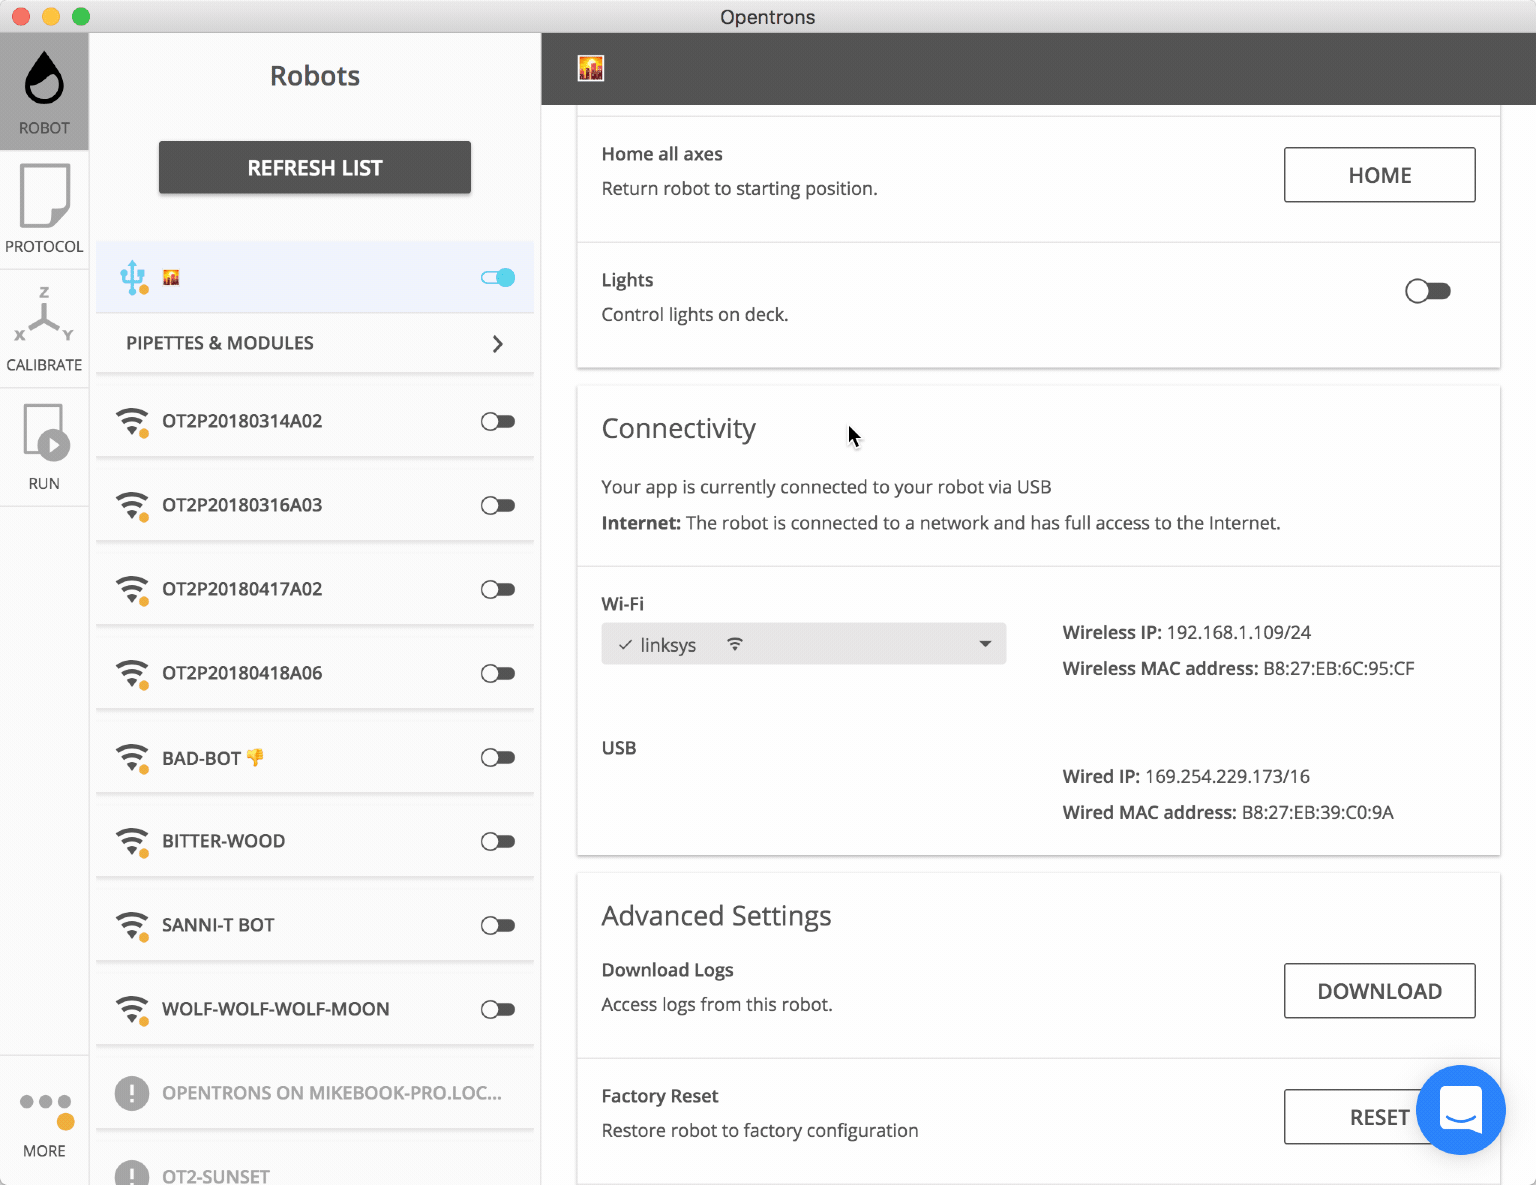 Opentrons
ROBOT
PROTOCOL
Z
X Y
CALIBRATE
RUN
MORE
Robots
REFRESH LIST
PIPETTES & MODULES
OT2P20180314A02
OT2P20180316A03
OT2P20180417A02
OT2P20180418A06
BAD-BOT 👎
BITTER-WOOD
SANNI-T BOT
WOLF-WOLF-WOLF-MOON
OPENTRONS ON MIKEBOOK-PRO.LOC...
OT2-SUNSET
Home all axes
Return robot to starting position.
HOME
Lights
Control lights on deck.
Connectivity
Your app is currently connected to your robot via USB
Internet: The robot is connected to a network and has full access to the Internet.
Wi-Fi
linksys
Wireless IP: 192.168.1.109/24
Wireless MAC address: B8:27:EB:6C:95:CF
USB
Wired IP: 169.254.229.173/16
Wired MAC address: B8:27:EB:39:C0:9A
Advanced Settings
Download Logs
Access logs from this robot.
DOWNLOAD
Factory Reset
Restore robot to factory configuration
RESET